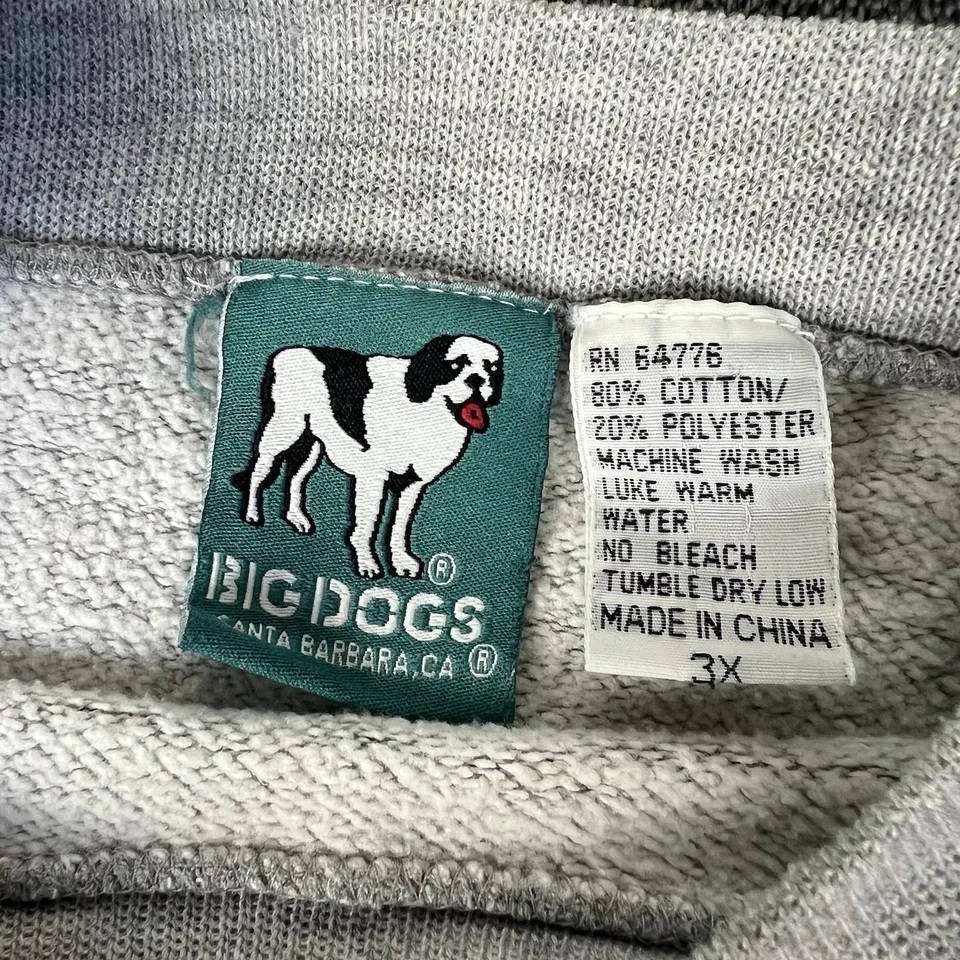 BIG DOGS ®
SANTA BARBARA, CA ®
RN 64776
80% COTTON/
20% POLYESTER
MACHINE WASH
LUKE WARM
WATER
NO BLEACH
TUMBLE DRY LOW
MADE IN CHINA
3X